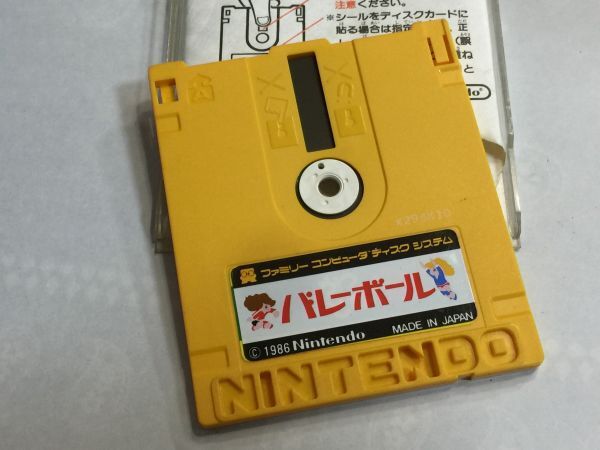 注意ください。
※シールをディスクカードに
貼る場合は指定
K294410
ファミリー コンピュータ ディスク システム
バレーボール
© 1986 Nintendo
MADE IN JAPAN
NINTENDO